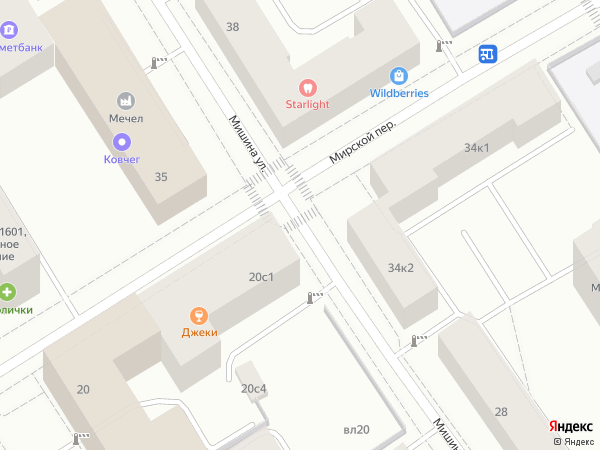 38
метбанк
Starlight
Wildberries
Мечел
Ковчег
35
Мишина ул.
Мирской пер.
34к1
1601,
ное
ние
лички
34к2
20с1
Джеки
20
20с4
вл20
28
Мишин
М
Яндекс
© Яндекс